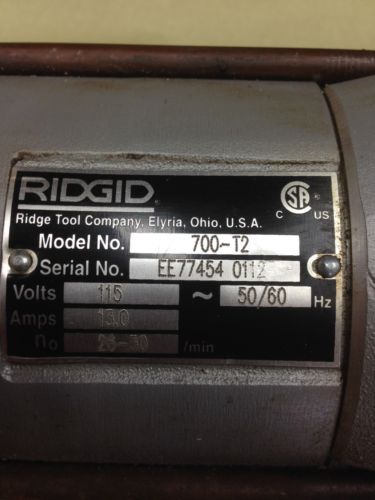 RIDGID
SA
C US
Ridge Tool Company, Elyria, Ohio, U.S.A.
Model No. 700-T2
Serial No. EE77454 0112
Volts 115 ~ 50/60 Hz
Amps 13.0
no 26-30 /min